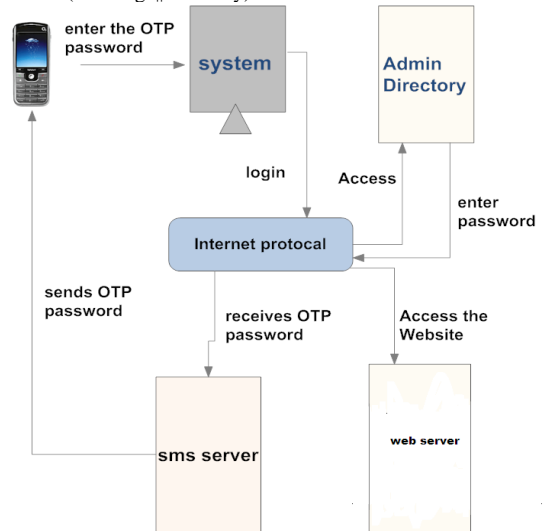 enter the OTP
password
system
Admin
Directory
login
Access
enter
password
Internet protocal
sends OTP
password
receives OTP
password
Access the
Website
sms server
web server